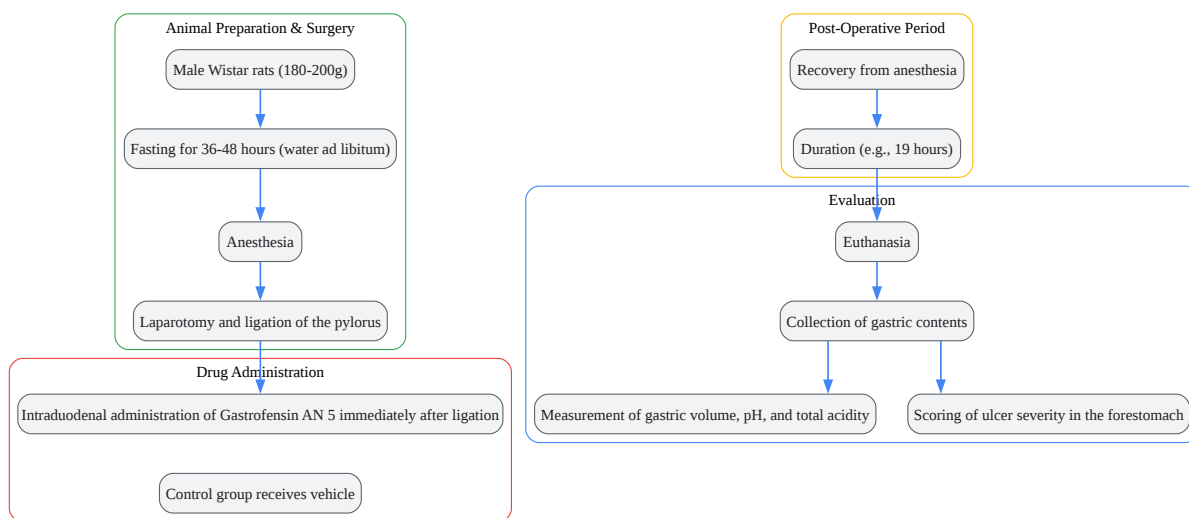 Animal Preparation & Surgery
Male Wistar rats (180-200g)
Fasting for 36-48 hours (water ad libitum)
Anesthesia
Laparotomy and ligation of the pylorus
Drug Administration
Intraduodenal administration of Gastrofensin AN 5 immediately after ligation
Control group receives vehicle
Post-Operative Period
Recovery from anesthesia
Duration (e.g., 19 hours)
Evaluation
Euthanasia
Collection of gastric contents
Measurement of gastric volume, pH, and total acidity
Scoring of ulcer severity in the forestomach